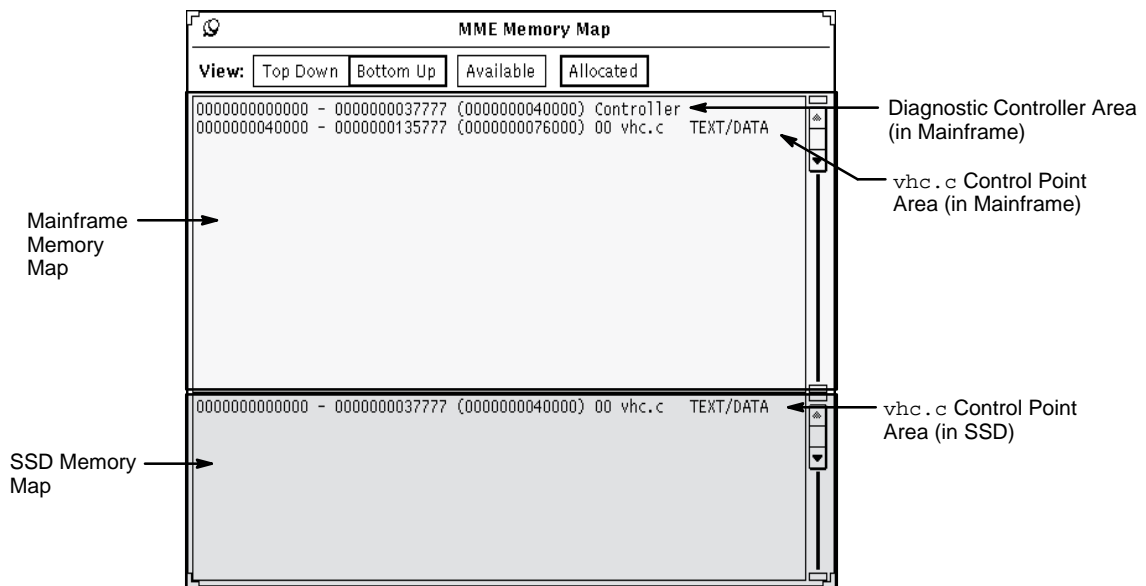 MME Memory Map
View: Top Down Bottom Up Available Allocated
0000000000000 - 0000000037777 (0000000040000) Controller
0000000040000 - 0000000135777 (0000000076000) 00 vhc.c TEXT/DATA
Diagnostic Controller Area
(in Mainframe)
vhc.c Control Point
Area (in Mainframe)
Mainframe
Memory
Map
0000000000000 - 0000000037777 (0000000040000) 00 vhc.c TEXT/DATA
vhc.c Control Point
Area (in SSD)
SSD Memory
Map